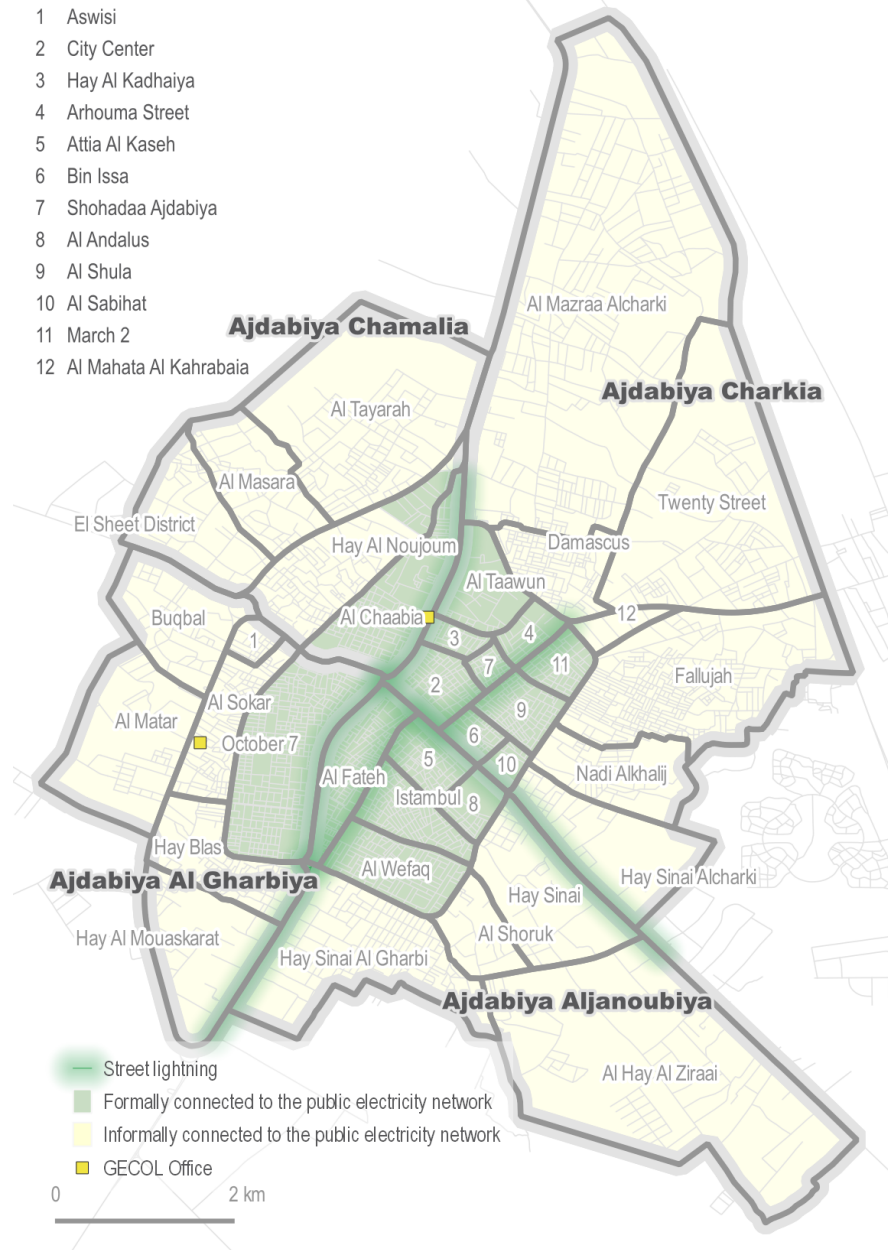 1 Aswisi
2 City Center
3 Hay Al Kadhaiya
4 Arhouma Street
5 Attia Al Kaseh
6 Bin Issa
7 Shohadaa Ajdabiya
8 Al Andalus
9 Al Shula
10 Al Sabihat
11 March 2
12 Al Mahata Al Kahrabaia
Al Mazraa Alcharki
Ajdabiya Chamalia
Ajdabiya Charkia
Al Tayarah
Al Masara
Twenty Street
El Sheet District
Hay Al Noujoum
Damascus
Al Taawun
Buqbal
Al Chaabia
12
1
3
4
7
11
Fallujah
2
Al Sokar
9
Al Matar
October 7
6
5
10
Al Fateh
Nadi Alkhalij
Istambul
8
Hay Blas
Al Wefaq
Ajdabiya Al Gharbiya
Hay Sinai Alcharki
Hay Sinai
Hay Al Mouaskarat
Al Shoruk
Hay Sinai Al Gharbi
Ajdabiya Aljanoubiya
Al Hay Al Ziraai
Street lightning
Formally connected to the public electricity network
Informally connected to the public electricity network
GECOL Office
0 2 km